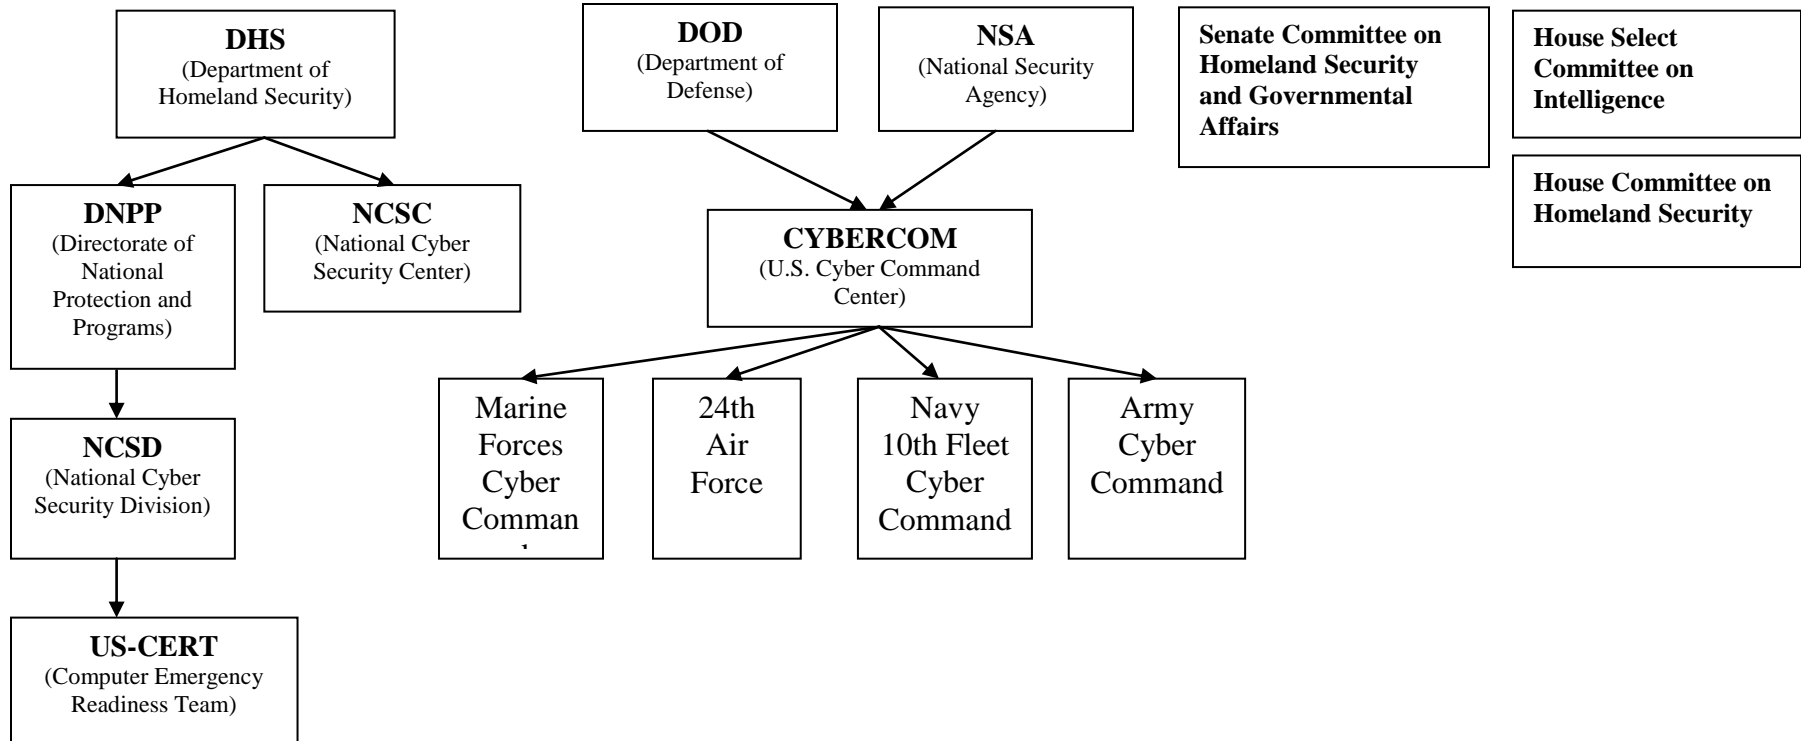 DHS
(Department of
Homeland Security)
DOD
(Department of
Defense)
NSA
(National Security
Agency)
Senate Committee on
Homeland Security
and Governmental
Affairs
House Select
Committee on
Intelligence
House Committee on
Homeland Security
DNPP
(Directorate of
National
Protection and
Programs)
NCSC
(National Cyber
Security Center)
CYBERCOM
(U.S. Cyber Command
Center)
Marine
Forces
Cyber
Comman
24th
Air
Force
Navy
10th Fleet
Cyber
Command
Army
Cyber
Command
NCSD
(National Cyber
Security Division)
US-CERT
(Computer Emergency
Readiness Team)